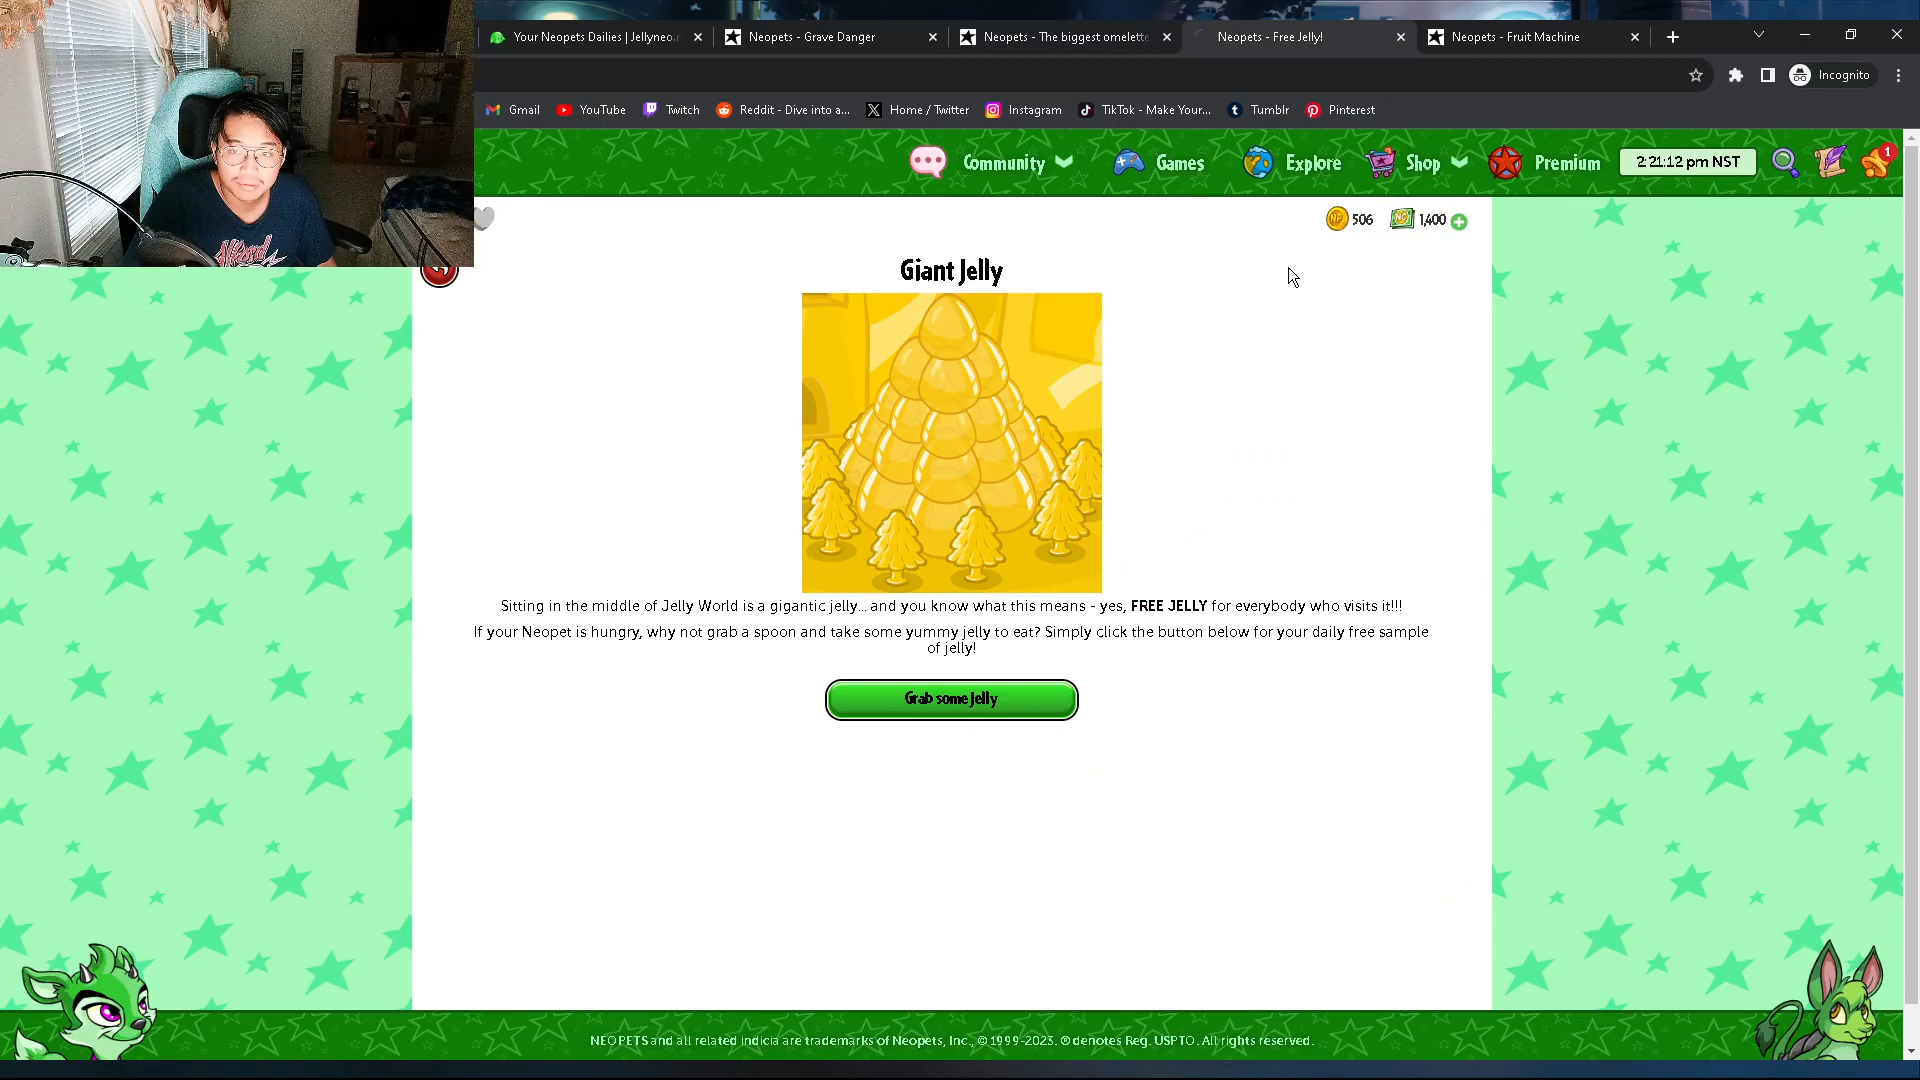 Your Neopets Dailies | Jellyneo.n
Neopets - Grave Danger
Neopets - The biggest omelette
Neopets - Free Jelly!
Neopets - Fruit Machine
Incognito
Gmail
YouTube
Twitch
Reddit - Dive into a...
Home / Twitter
Instagram
TikTok - Make Your...
Tumblr
Pinterest
Community
Games
Explore
Shop
Premium
2:21:12 pm NST
1
NP 506
NC 1,400
Giant Jelly
Sitting in the middle of Jelly World is a gigantic jelly... and you know what this means - yes, FREE JELLY for everybody who visits it!!!
If your Neopet is hungry, why not grab a spoon and take some yummy jelly to eat? Simply click the button below for your daily free sample
of jelly!
Grab some Jelly
NEOPETS and all related indicia are trademarks of Neopets, Inc., © 1999-2023. ® denotes Reg. USPTO. All rights reserved.